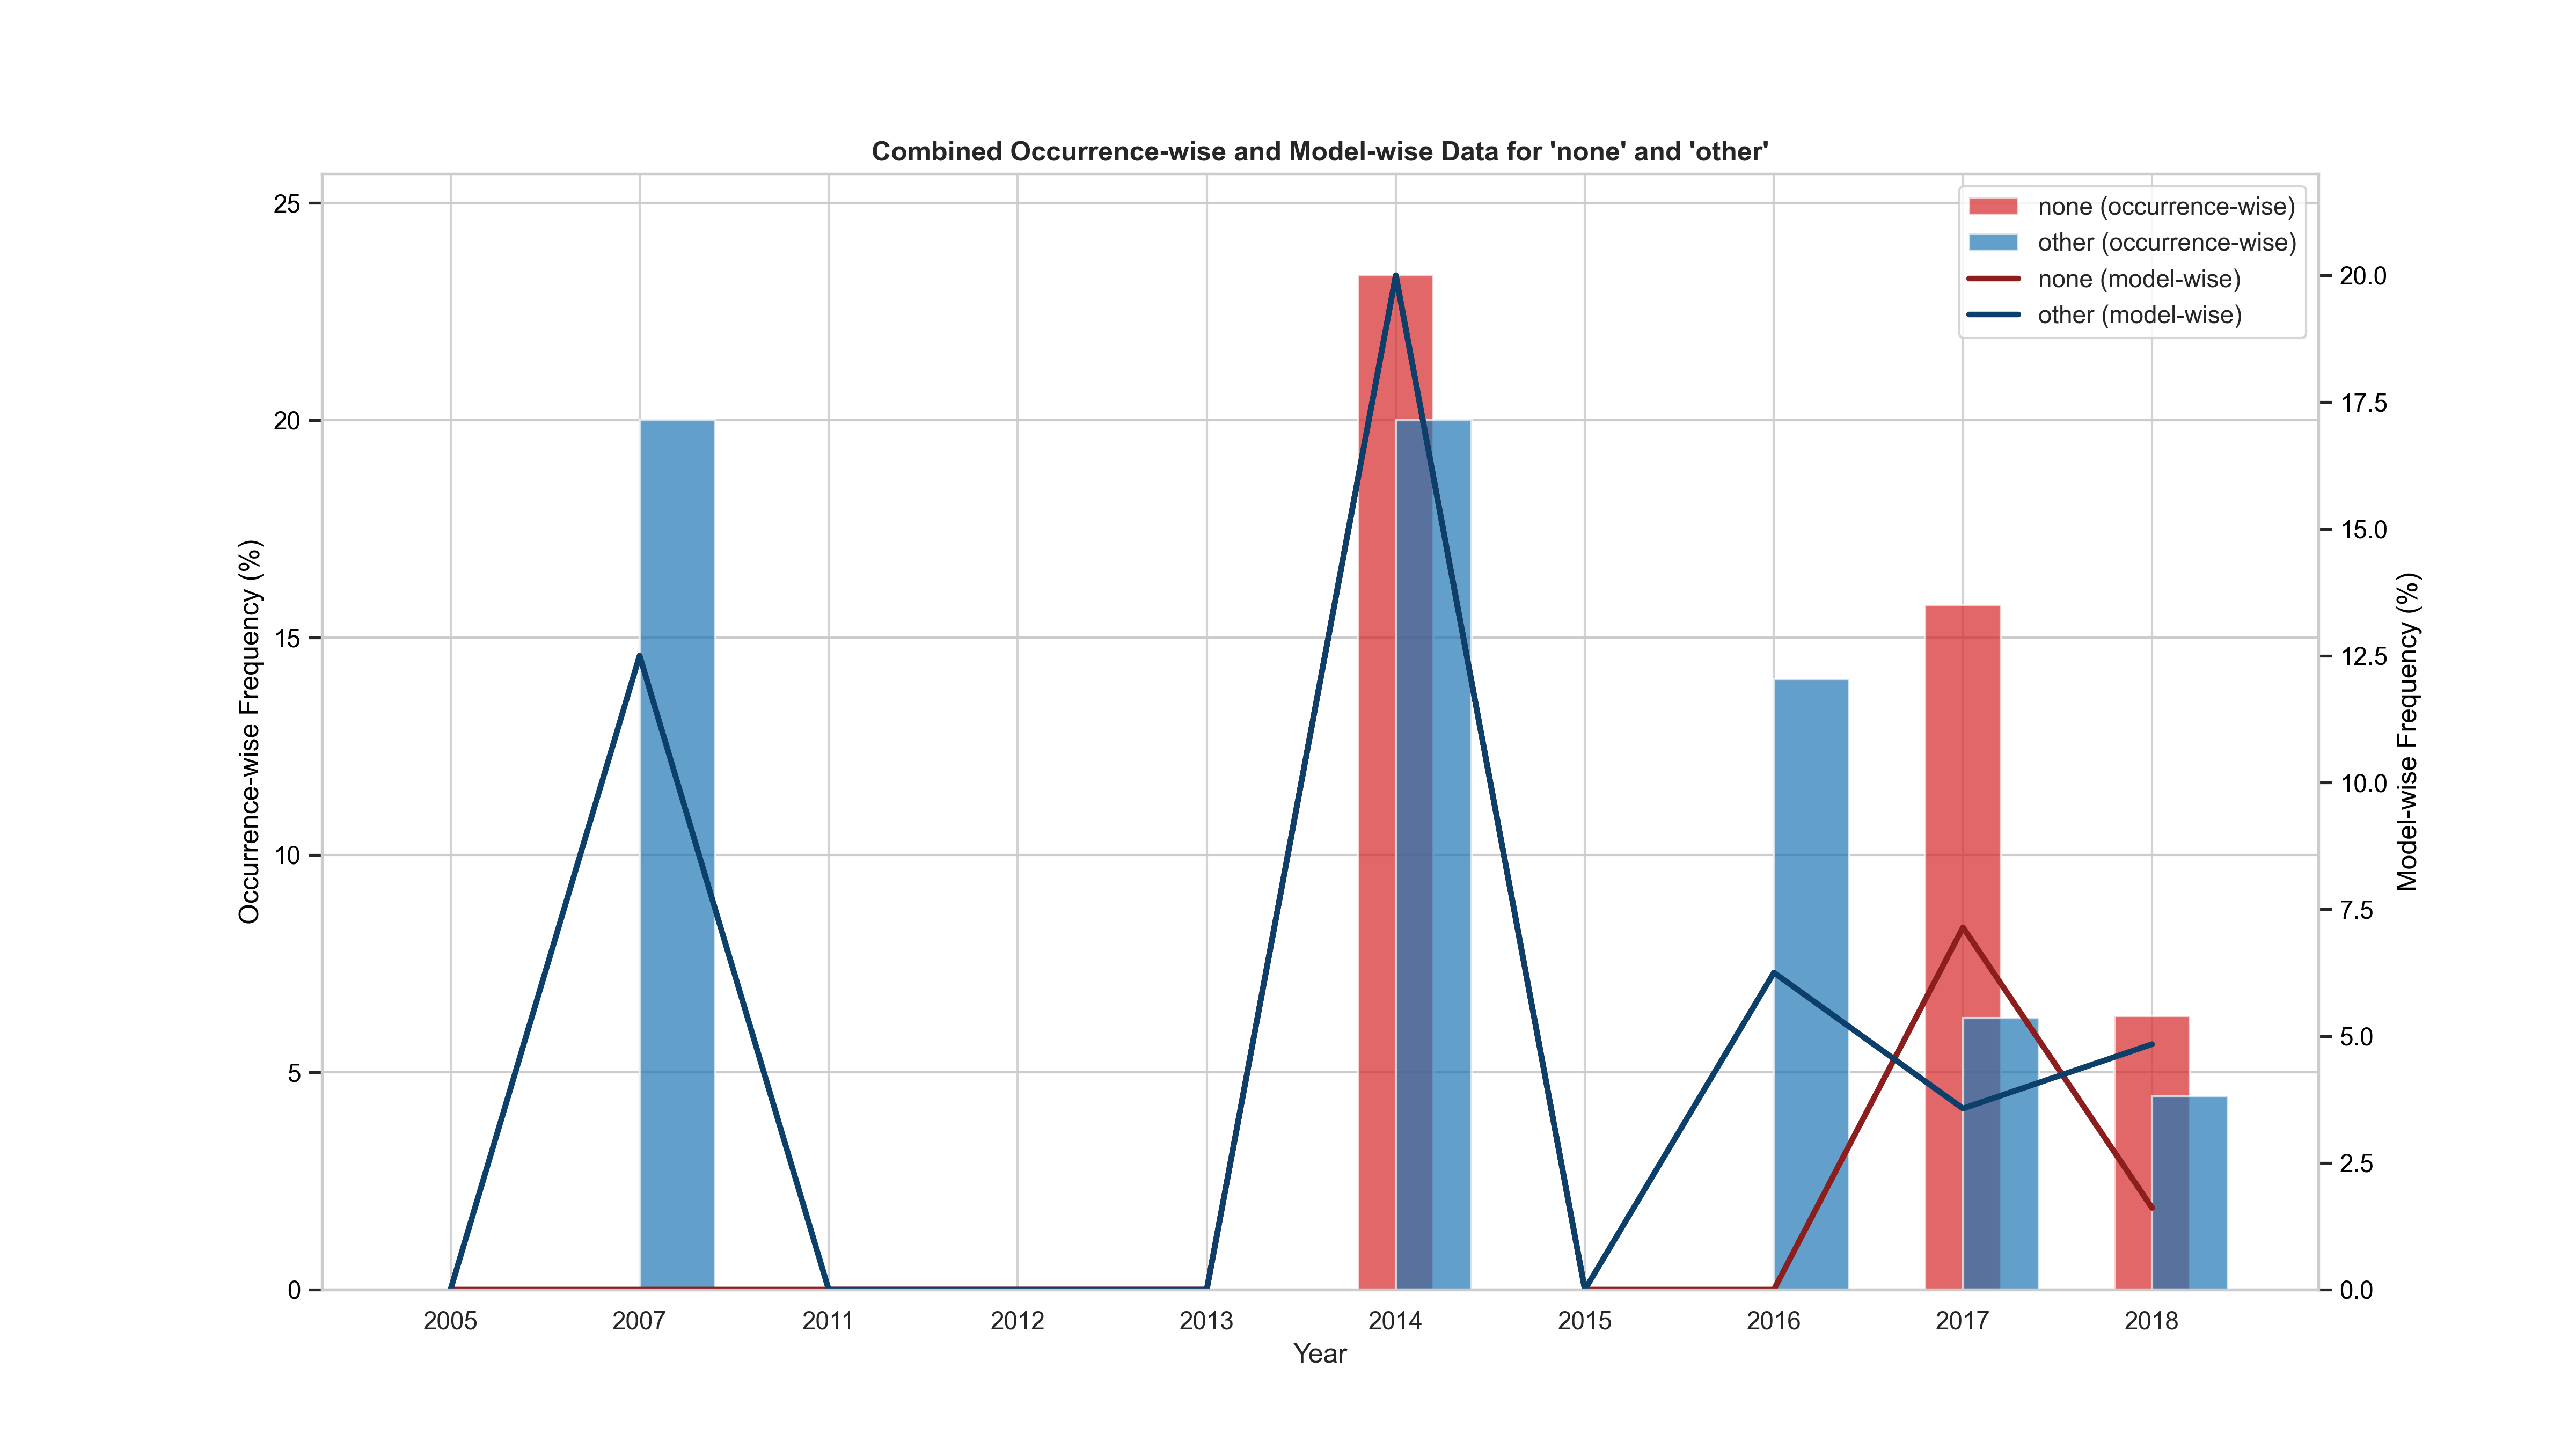 Combined Occurrence-wise and Model-wise Data for 'none' and 'other'
none (occurrence-wise)
other (occurrence-wise)
none (model-wise)
other (model-wise)
Occurrence-wise Frequency (%)
25
20
15
10
5
0
20.0
17.5
15.0
12.5
10.0
7.5
5.0
2.5
0.0
Model-wise Frequency (%)
2005 2007 2011 2012 2013 2014 2015 2016 2017 2018
Year